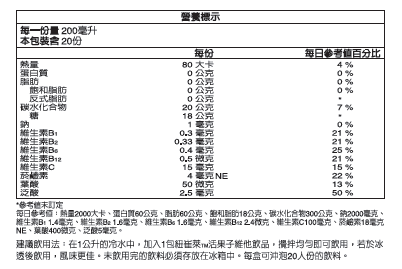 營養標示
每一份量 200毫升
本包裝含 20份
每份 每日參考值百分比
熱量 80 大卡 4 %
蛋白質 0 公克 0 %
脂肪 0 公克 0 %
飽和脂肪 0 公克 0 %
反式脂肪 0 公克 *
碳水化合物 20 公克 7 %
糖 18 公克 *
鈉 1 毫克 0 %
維生素B1 0.3 毫克 21 %
維生素B2 0.33 毫克 21 %
維生素B6 0.4 毫克 25 %
維生素B12 0.5 微克 21 %
維生素C 15 毫克 15 %
菸鹼素 4 毫克NE 22 %
葉酸 50 微克 13 %
泛酸 2.5 毫克 50 %
*參考值未訂定
每日參考值：熱量2000大卡、蛋白質60公克、脂肪60公克、飽和脂肪18公克、碳水化合物300公克、鈉2000毫克、
維生素B1 1.4毫克、維生素B2 1.6毫克、維生素B6 1.6毫克、維生素B12 2.4微克、維生素C100毫克、菸鹼素18毫克
NE、葉酸400微克、泛酸5毫克。
建議飲用法：在1公升的冷水中，加入1包紐崔萊™活果子維他飲品，攪拌均勻即可飲用，若於冰
透後飲用，風味更佳。未飲用完的飲料必須存放在冰箱中。每盒可沖泡20人份的飲料。